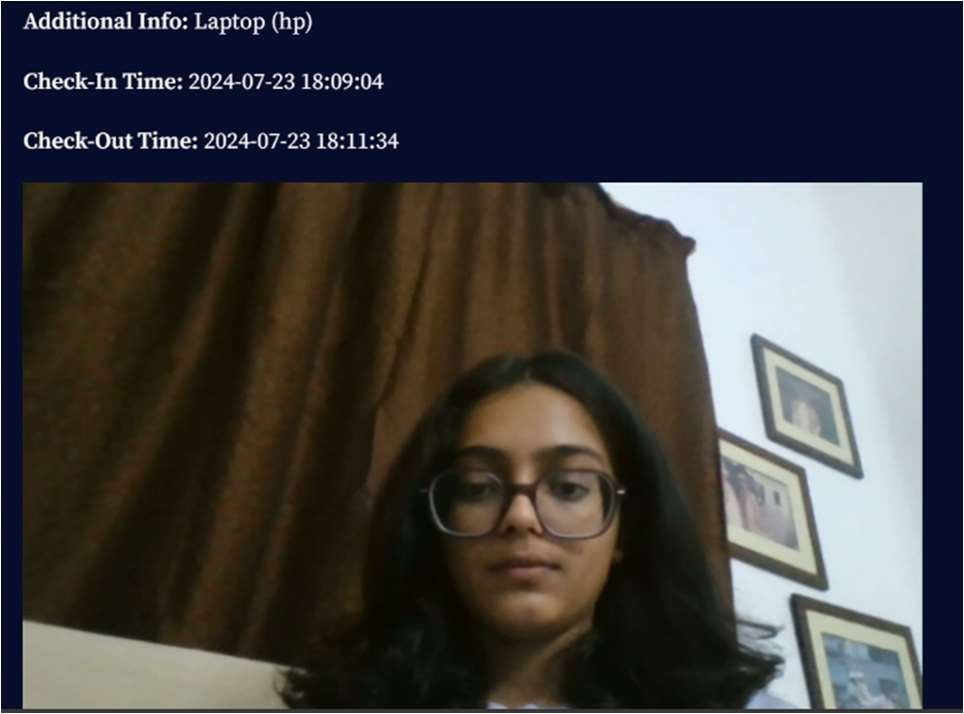 Additional Info: Laptop (hp)
Check-In Time: 2024-07-23 18:09:04
Check-Out Time: 2024-07-23 18:11:34